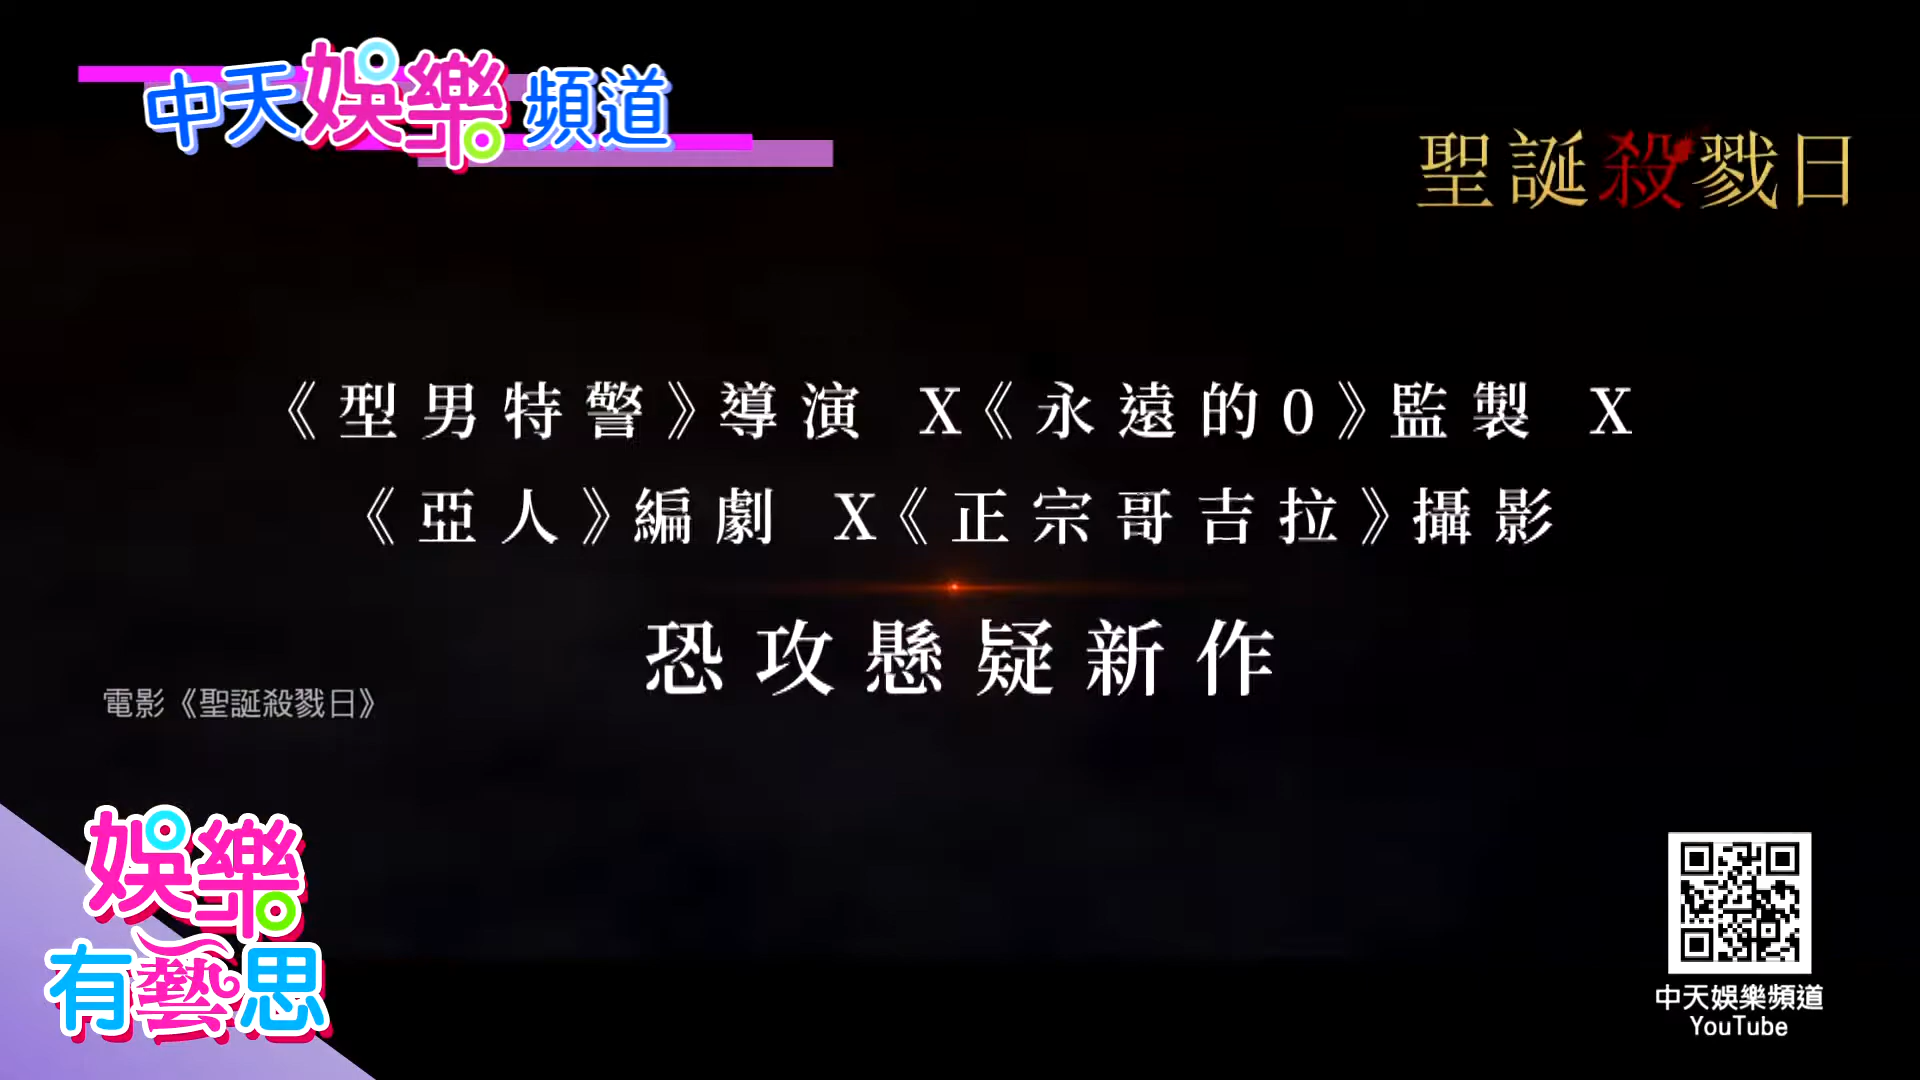 中天娛樂頻道
聖誕殺戮日
《型男特警》導演 X《永遠的0》監製 X
《亞人》編劇 X《正宗哥吉拉》攝影
恐攻懸疑新作
電影《聖誕殺戮日》
娛樂
有藝思
中天娛樂頻道
YouTube